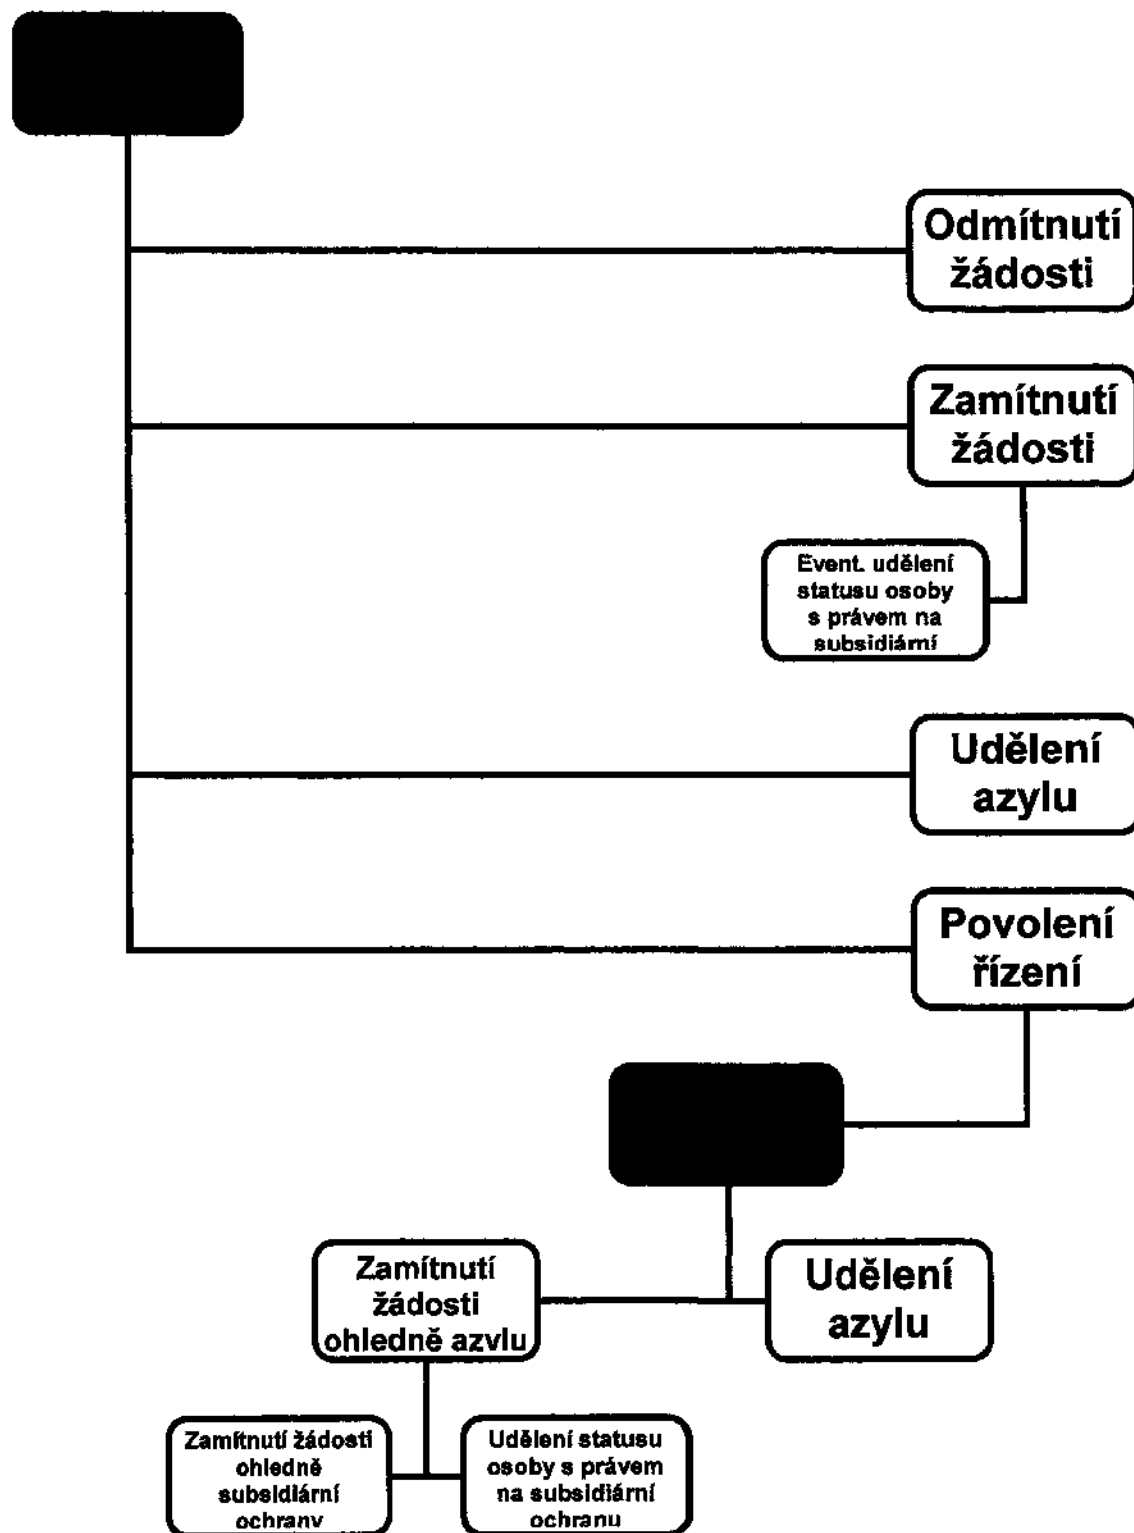 Odmítnutí
žádosti
Zamítnutí
žádosti
Event. udělení
statusu osoby
s právem na
subsidiární
Udělení
azylu
Povolení
řízení
Zamítnutí
žádosti
ohledně azylu
Udělení
azylu
Zamítnutí žádosti
ohledně
subsidiární
ochrany
Udělení statusu
osoby s právem
na subsidiární
ochranu